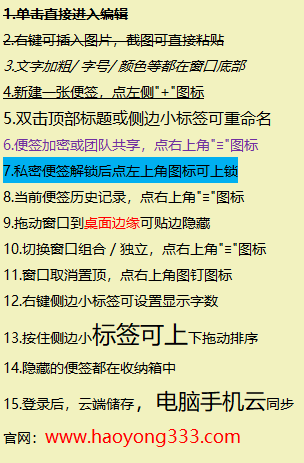 1.单击直接进入编辑
2.右键可插入图片，截图可直接粘贴
3.文字加粗/ 字号/ 颜色等都在窗口底部
4.新建一张便签，点左侧"+"图标
5.双击顶部标题或侧边小标签可重命名
6.便签加密或团队共享，点右上角"≡"图标
7.私密便签解锁后点左上角图标可上锁
8.当前便签历史记录，点右上角"≡"图标
9.拖动窗口到桌面边缘可贴边隐藏
10.切换窗口组合 / 独立，点右上角"≡"图标
11.窗口取消置顶，点右上角图钉图标
12.右键侧边小标签可设置显示字数
13.按住侧边小标签可上下拖动排序
14.隐藏的便签都在收纳箱中
15.登录后，云端储存，电脑手机云同步
官网：www.haoyong333.com